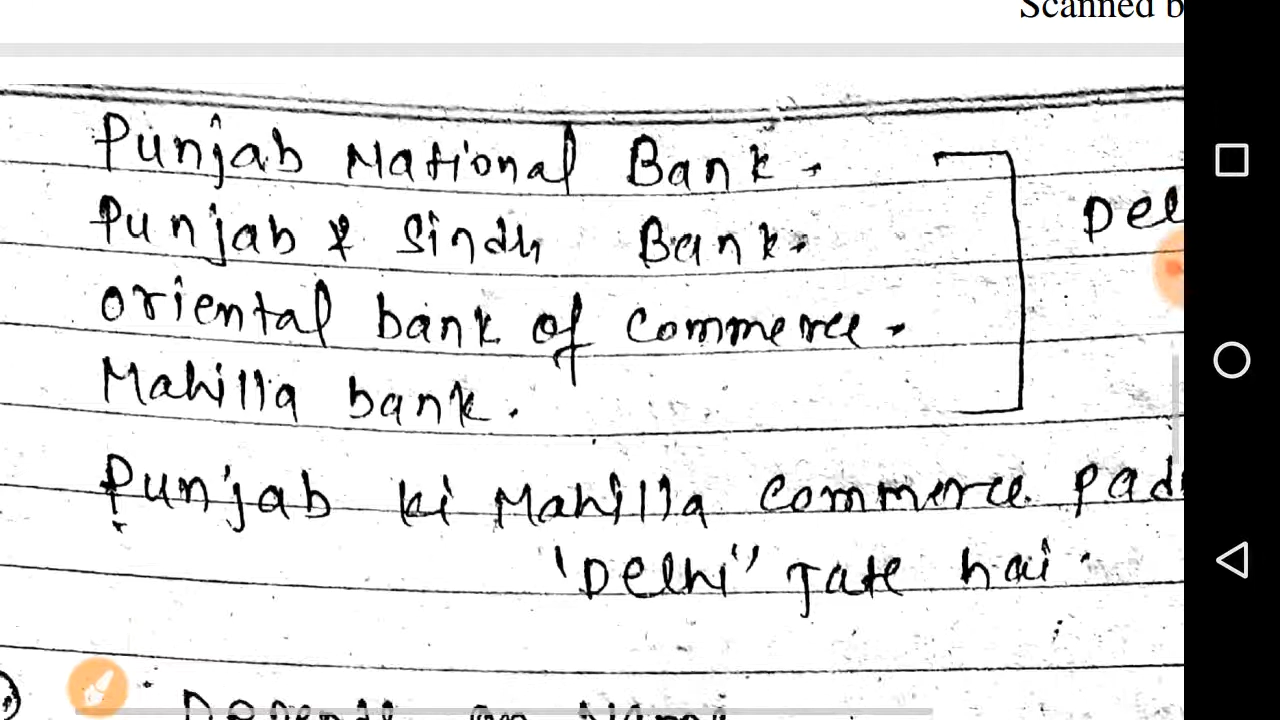 Scanned b
Punjab National Bank.
Punjab & Sindh Bank.
Del
oriental bank of Commerce.
Mahilla bank.
Punjab ki Mahilla Commerce pad
'Delhi" jate hai.